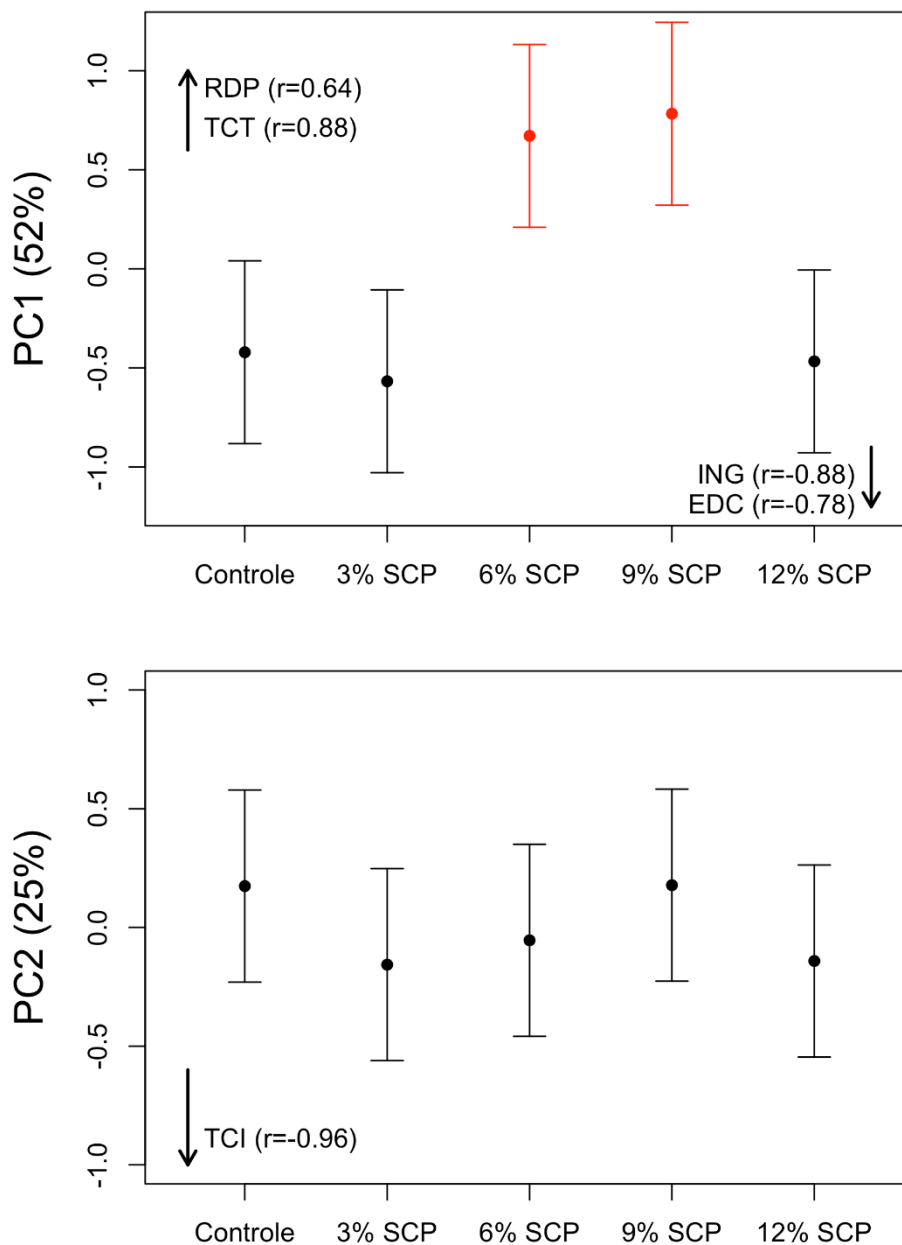 PC1 (52%)
1.0
0.5
0.0
-0.5
-1.0
RDP (r=0.64)
TCT (r=0.88)
ING (r=-0.88)
EDC (r=-0.78)
Controle 3% SCP 6% SCP 9% SCP 12% SCP
PC2 (25%)
1.0
0.5
0.0
-0.5
-1.0
TCI (r=-0.96)
Controle 3% SCP 6% SCP 9% SCP 12% SCP